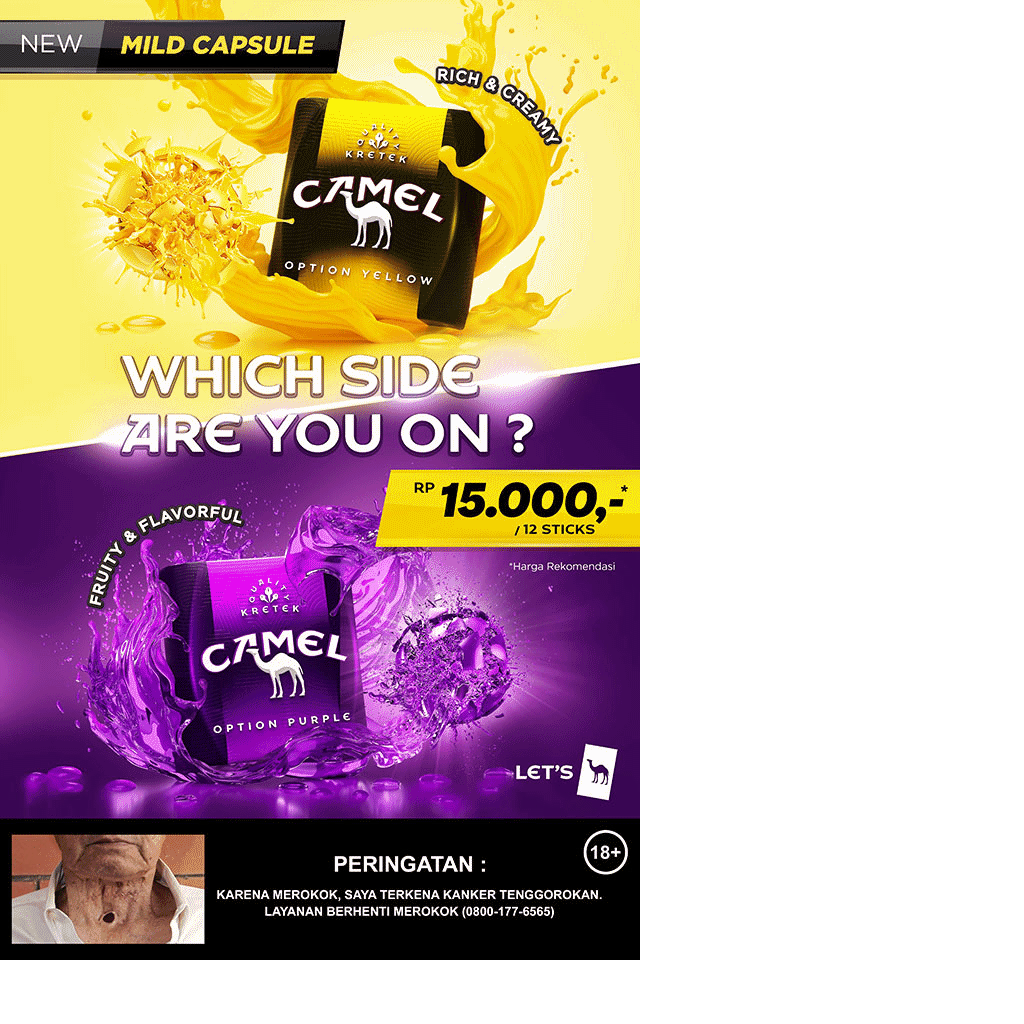 NEW MILD CAPSULE
RICH & CREAMY
QUALITY
KRETEK
CAMEL
OPTION YELLOW
WHICH SIDE
ARE YOU ON ?
RP 15.000,-*
/ 12 STICKS
*Harga Rekomendasi
FRUITY & FLAVORFUL
QUALITY
KRETEK
CAMEL
OPTION PURPLE
LET'S
18+
PERINGATAN :
KARENA MEROKOK, SAYA TERKENA KANKER TENGGOROKAN.
LAYANAN BERHENTI MEROKOK (0800-177-6565)